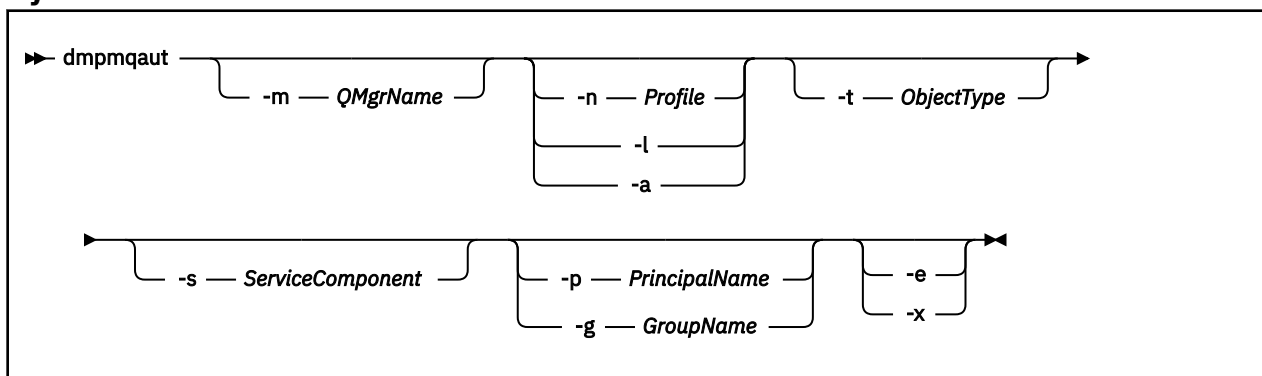 dmpmqaut
-m QMgrName
-n Profile
-l
-a
-t ObjectType
-s ServiceComponent
-p PrincipalName
-g GroupName
-e
-x